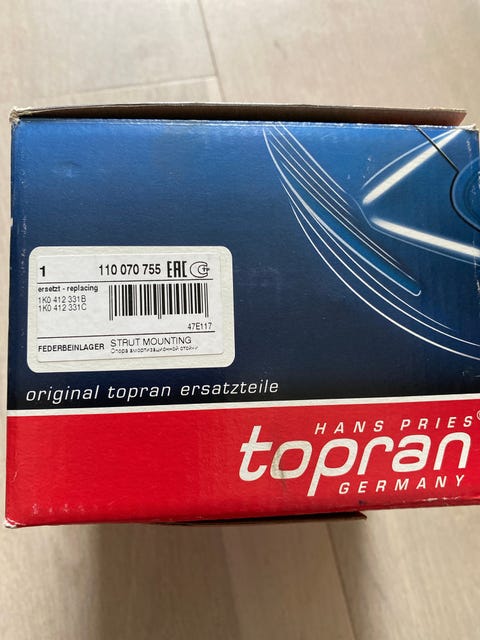 1 110 070 755 EAC
ersetzt - replacing
1K0 412 331B
1K0 412 331C
47E117
FEDERBEINLAGER STRUT MOUNTING
Опора амортизационной стойки
original topran ersatzteile
HANS PRIES®
topran
GERMANY